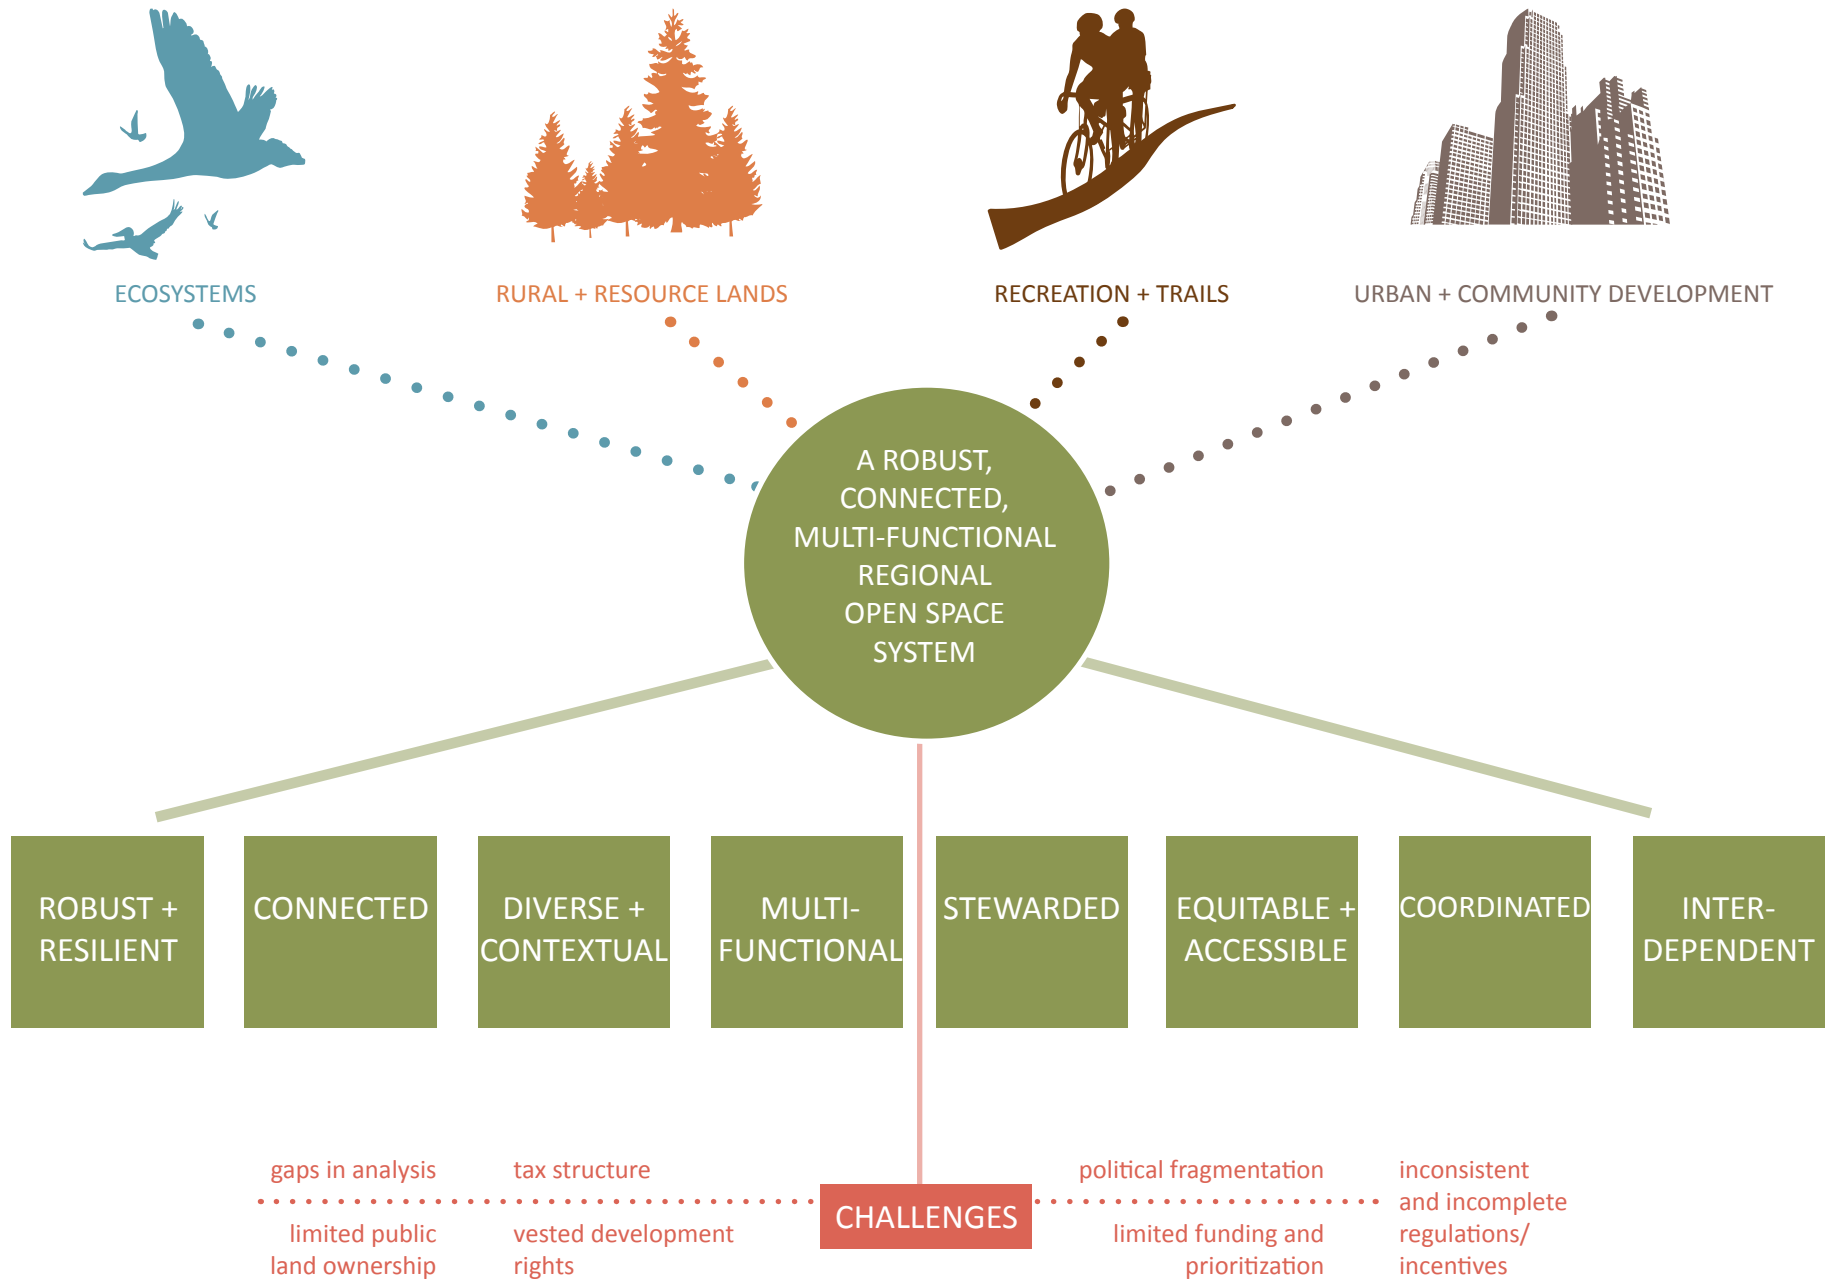 ECOSYSTEMS
RURAL + RESOURCE LANDS
RECREATION + TRAILS
URBAN + COMMUNITY DEVELOPMENT
A ROBUST,
CONNECTED,
MULTI-FUNCTIONAL
REGIONAL
OPEN SPACE
SYSTEM
ROBUST +
RESILIENT
CONNECTED
DIVERSE +
CONTEXTUAL
MULTI-
FUNCTIONAL
STEWARDED
EQUITABLE +
ACCESSIBLE
COORDINATED
INTER-
DEPENDENT
gaps in analysis
limited public
land ownership
tax structure
vested development
rights
CHALLENGES
political fragmentation
limited funding and
prioritization
inconsistent
and incomplete
regulations/
incentives